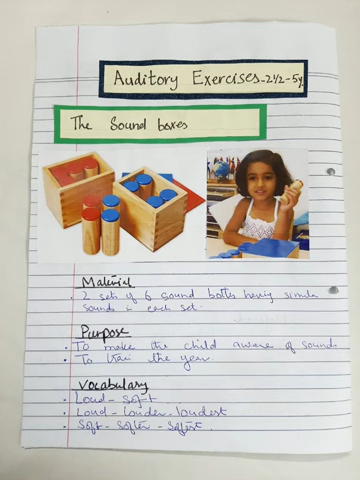 Auditory Exercises - 2½ - 5y.
The Sound boxes
Material
. 2 sets of 6 sound bottles having similar
sounds in each set.
Purpose
. To make the child aware of sounds
. To train the year.
Vocabulary
. Loud - Soft
. Loud - Louder - loudest
. Soft - Softer - Softest.